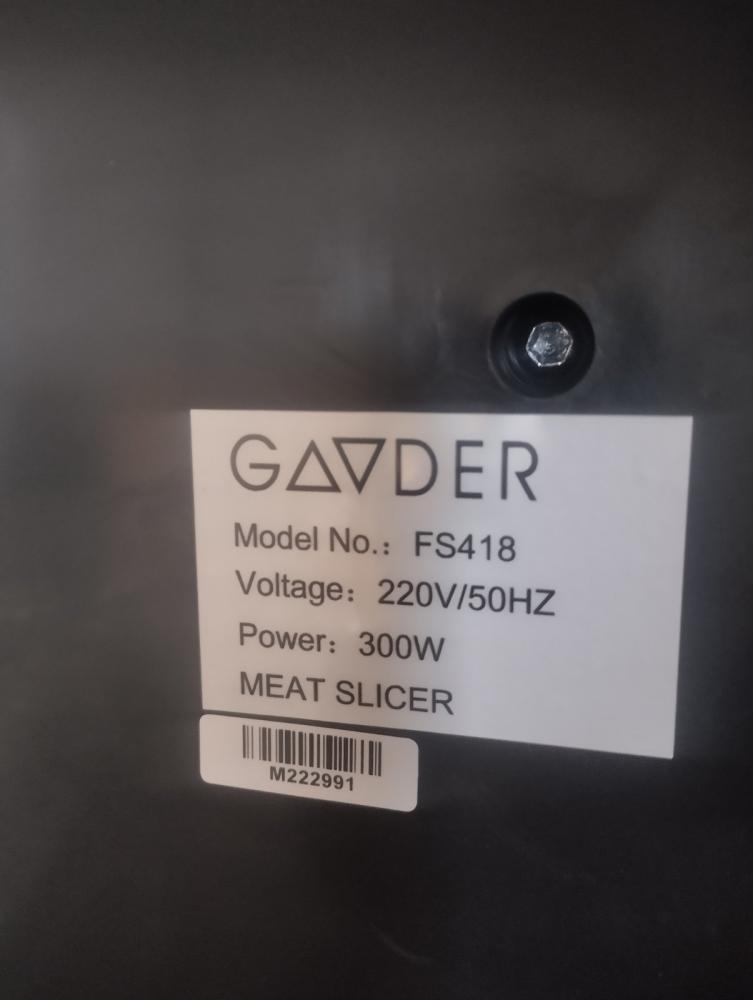 GAVDER
Model No.: FS418
Voltage: 220V/50HZ
Power: 300W
MEAT SLICER
M222991